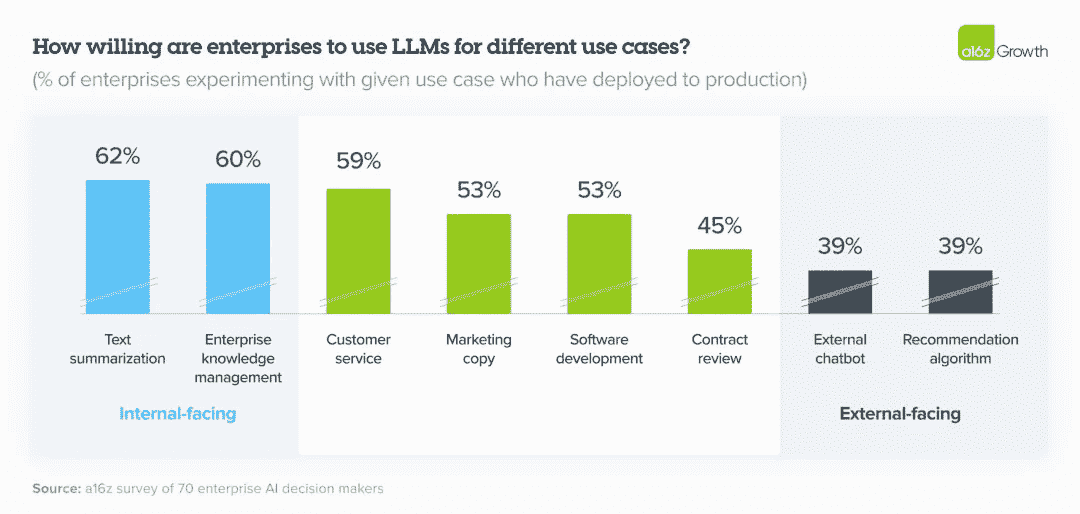 How willing are enterprises to use LLMs for different use cases?
(% of enterprises experimenting with given use case who have deployed to production)
a16z Growth
62%
60%
59%
53%
53%
45%
39%
39%
Text
summarization
Enterprise
knowledge
management
Customer
service
Marketing
copy
Software
development
Contract
review
External
chatbot
Recommendation
algorithm
Internal-facing
External-facing
Source: a16z survey of 70 enterprise AI decision makers